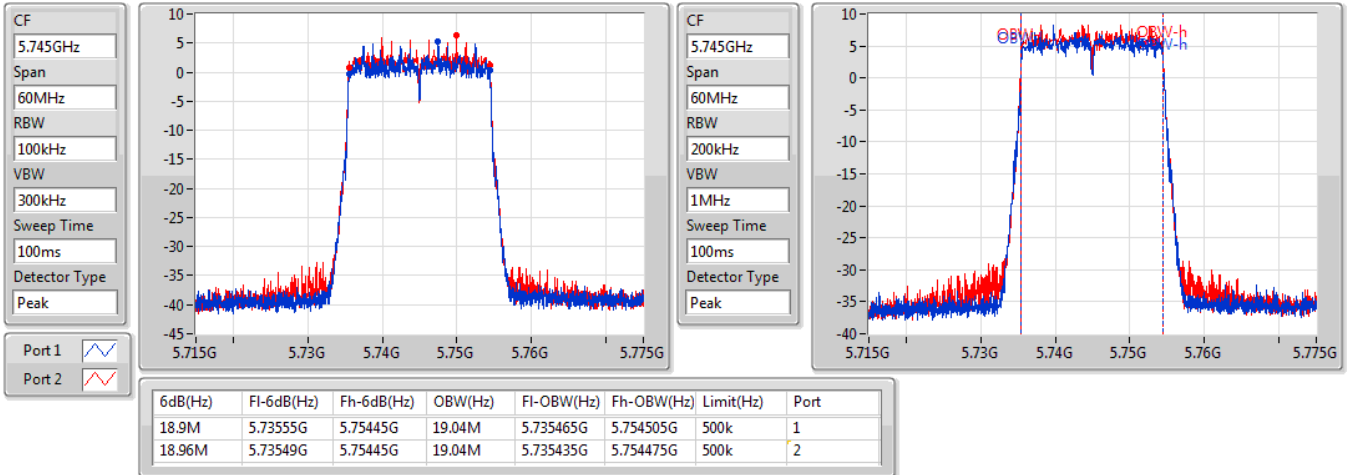 CF
5.745GHz
Span
60MHz
RBW
100kHz
VBW
300kHz
Sweep Time
100ms
Detector Type
Peak
Port 1
Port 2
10
5
0
-5
-10
-15
-20
-25
-30
-35
-40
-45
5.715G 5.73G 5.74G 5.75G 5.76G 5.775G
CF
5.745GHz
Span
60MHz
RBW
200kHz
VBW
1MHz
Sweep Time
100ms
Detector Type
Peak
10
5
0
-5
-10
-15
-20
-25
-30
-35
-40
5.715G 5.73G 5.74G 5.75G 5.76G 5.775G
6dB(Hz) Fl-6dB(Hz) Fh-6dB(Hz) OBW(Hz) Fl-OBW(Hz) Fh-OBW(Hz) Limit(Hz) Port
18.9M 5.73555G 5.75445G 19.04M 5.735465G 5.754505G 500k 1
18.96M 5.73549G 5.75445G 19.04M 5.735435G 5.754475G 500k 2